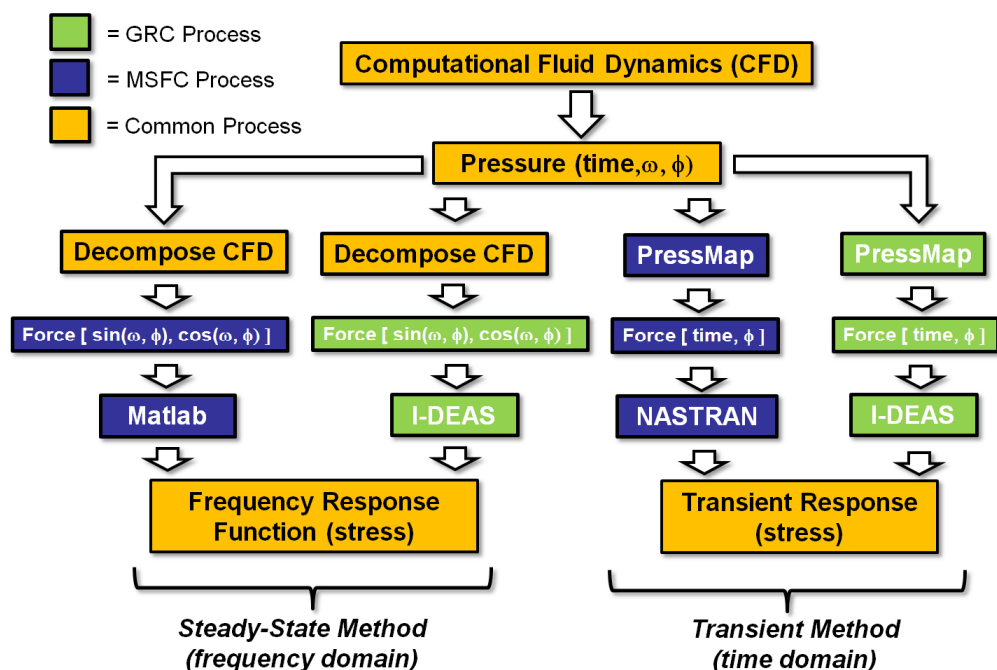 = GRC Process
= MSFC Process
= Common Process
Computational Fluid Dynamics (CFD)
Pressure (time,ω, ϕ)
Decompose CFD
Decompose CFD
PressMap
PressMap
Force [ sin(ω, ϕ), cos(ω, ϕ) ]
Force [ sin(ω, ϕ), cos(ω, ϕ) ]
Force [ time, ϕ ]
Force [ time, ϕ ]
Matlab
I-DEAS
NASTRAN
I-DEAS
Frequency Response
Function (stress)
Transient Response
(stress)
Steady-State Method
(frequency domain)
Transient Method
(time domain)